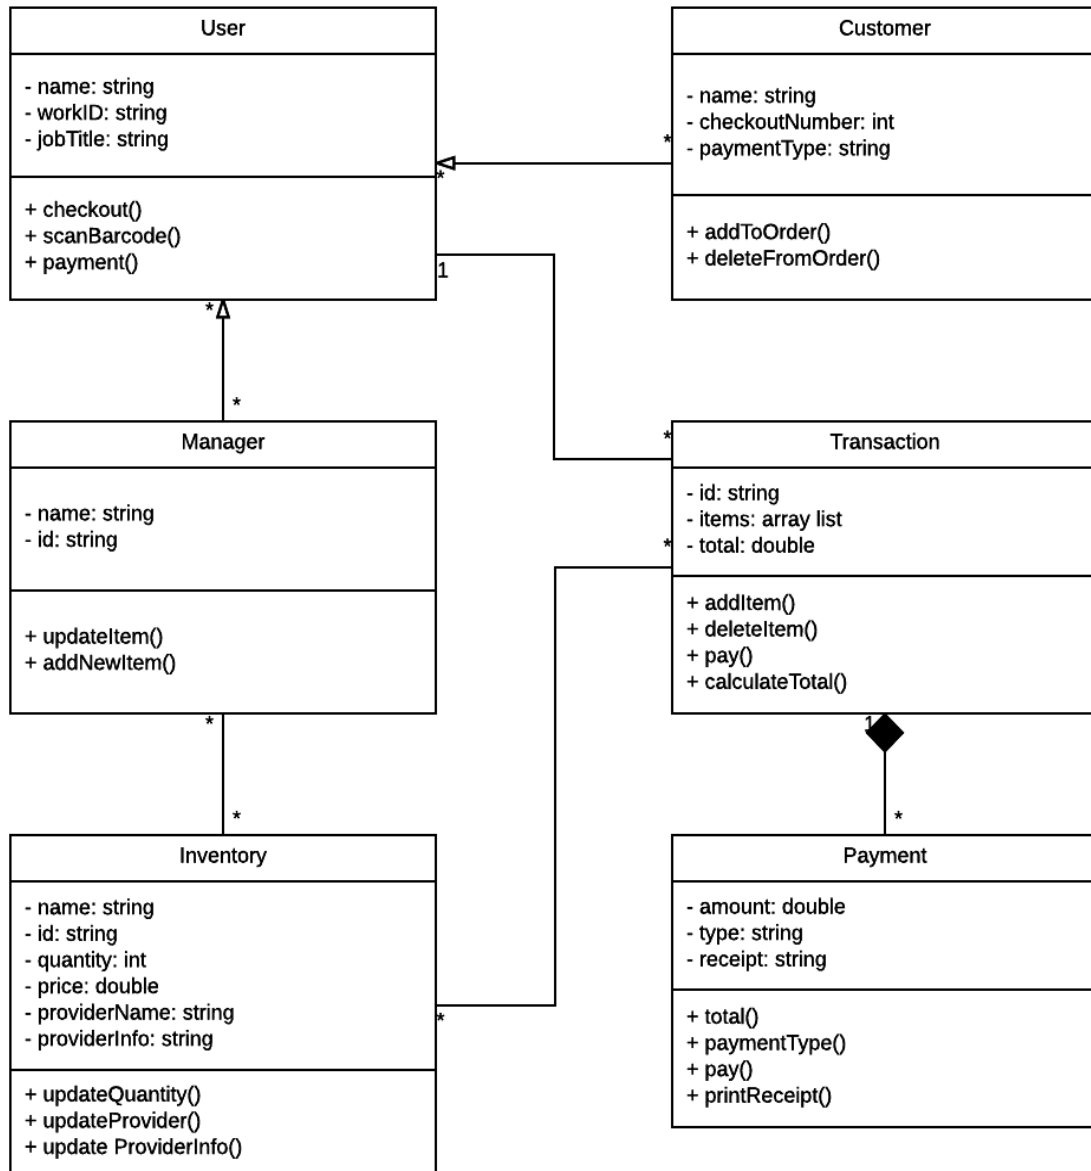 User
- name: string
- workID: string
- jobTitle: string
+ checkout()
+ scanBarcode()
+ payment()
Customer
- name: string
- checkoutNumber: int
- paymentType: string
+ addToOrder()
+ deleteFromOrder()
*
*
1
*
*
Manager
- name: string
- id: string
+ updateItem()
+ addNewItem()
*
*
Transaction
- id: string
- items: array list
- total: double
+ addItem()
+ deleteItem()
+ pay()
+ calculateTotal()
*
*
1
*
Inventory
- name: string
- id: string
- quantity: int
- price: double
- providerName: string
- providerInfo: string
+ updateQuantity()
+ updateProvider()
+ update ProviderInfo()
*
Payment
- amount: double
- type: string
- receipt: string
+ total()
+ paymentType()
+ pay()
+ printReceipt()